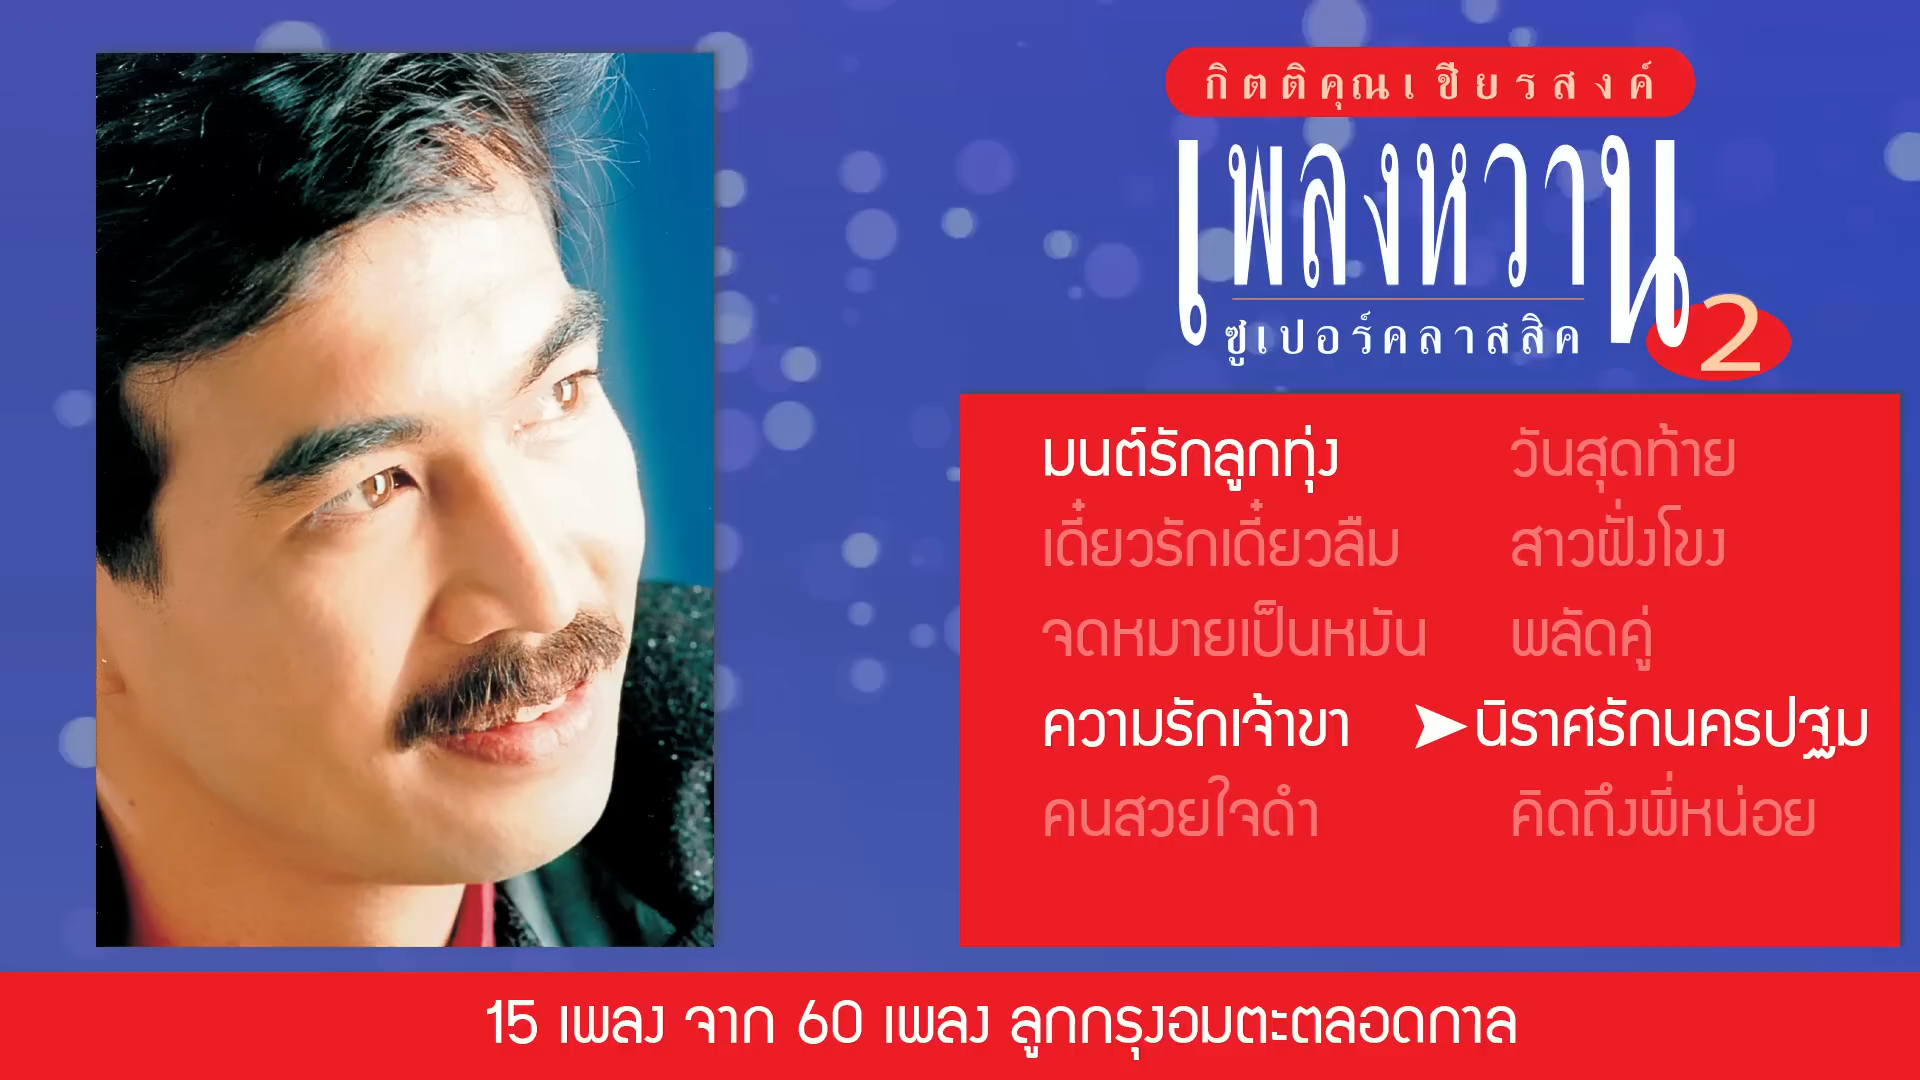 กิตติคุณ เชียรสงค์
เพลงหวาน 2
ซูเปอร์คลาสสิค
มนต์รักลูกทุ่ง
เดี๋ยวรักเดี๋ยวลืม
จดหมายเป็นหมัน
ความรักเจ้าขา
คนสวยใจดำ
วันสุดท้าย
สาวฝั่งโขง
พลัดคู่
➤นิราศรักนครปฐม
คิดถึงพี่หน่อย
15 เพลง จาก 60 เพลง ลูกกรุงอมตะตลอดกาล